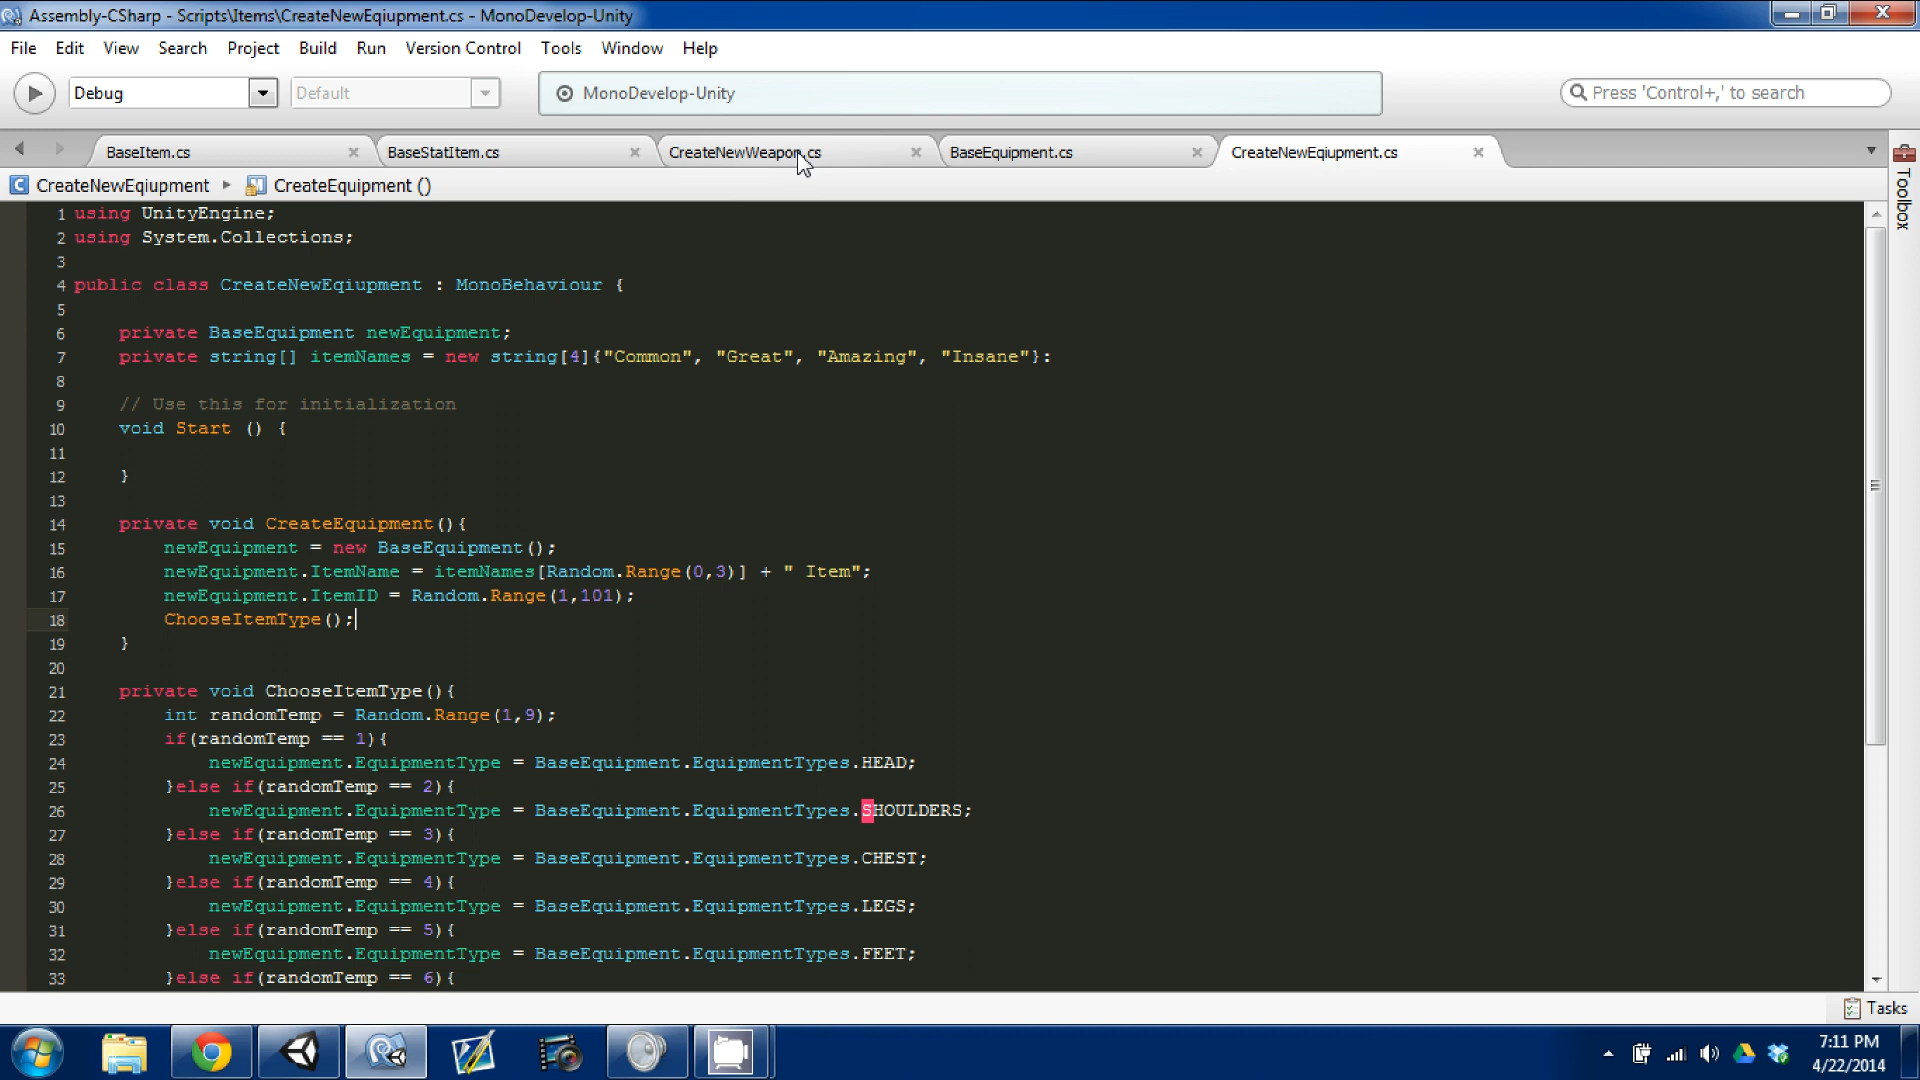 Assembly-CSharp - Scripts\Items\CreateNewEqiupment.cs - MonoDevelop-Unity
File Edit View Search Project Build Run Version Control Tools Window Help
Debug Default MonoDevelop-Unity Press 'Control+,' to search
BaseItem.cs BaseStatItem.cs CreateNewWeapon.cs BaseEquipment.cs CreateNewEqiupment.cs
CreateNewEqiupment CreateEquipment ()
Toolbox
1 using UnityEngine;
2 using System.Collections;
3
4 public class CreateNewEqiupment : MonoBehaviour {
5
6 private BaseEquipment newEquipment;
7 private string[] itemNames = new string[4]{"Common", "Great", "Amazing", "Insane"}:
8
9 // Use this for initialization
10 void Start () {
11
12 }
13
14 private void CreateEquipment(){
15 newEquipment = new BaseEquipment();
16 newEquipment.ItemName = itemNames[Random.Range(0,3)] + " Item";
17 newEquipment.ItemID = Random.Range(1,101);
18 ChooseItemType();
19 }
20
21 private void ChooseItemType(){
22 int randomTemp = Random.Range(1,9);
23 if(randomTemp == 1){
24 newEquipment.EquipmentType = BaseEquipment.EquipmentTypes.HEAD;
25 }else if(randomTemp == 2){
26 newEquipment.EquipmentType = BaseEquipment.EquipmentTypes.SHOULDERS;
27 }else if(randomTemp == 3){
28 newEquipment.EquipmentType = BaseEquipment.EquipmentTypes.CHEST;
29 }else if(randomTemp == 4){
30 newEquipment.EquipmentType = BaseEquipment.EquipmentTypes.LEGS;
31 }else if(randomTemp == 5){
32 newEquipment.EquipmentType = BaseEquipment.EquipmentTypes.FEET;
33 }else if(randomTemp == 6){
Tasks
7:11 PM
4/22/2014